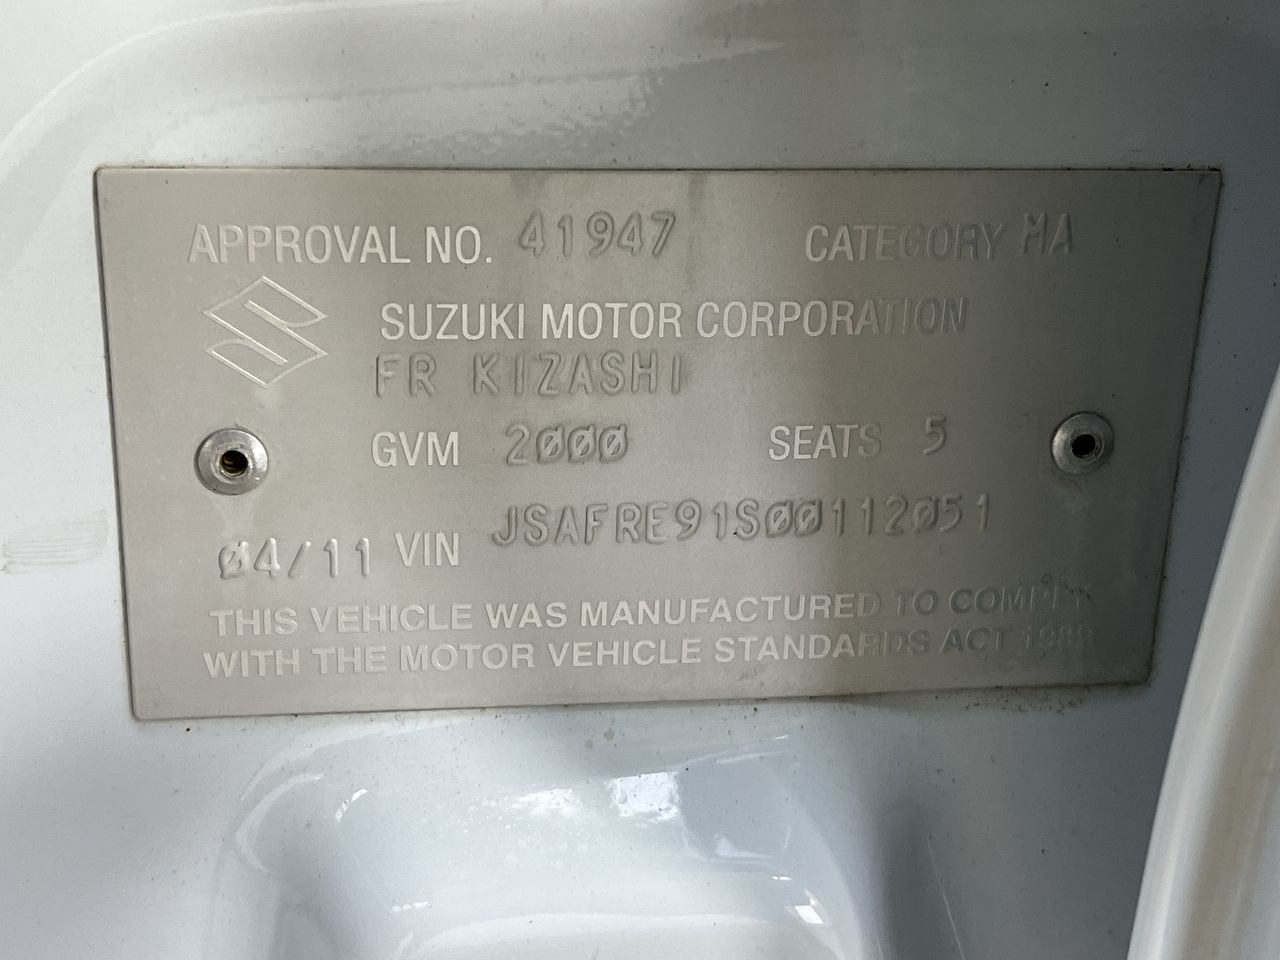 APPROVAL NO. 41947 CATEGORY MA
SUZUKI MOTOR CORPORATION
FR KIZASHI
GVM 2000 SEATS 5
04/11 VIN JSAFRE91S00112051
THIS VEHICLE WAS MANUFACTURED TO COMPLY
WITH THE MOTOR VEHICLE STANDARDS ACT 1989